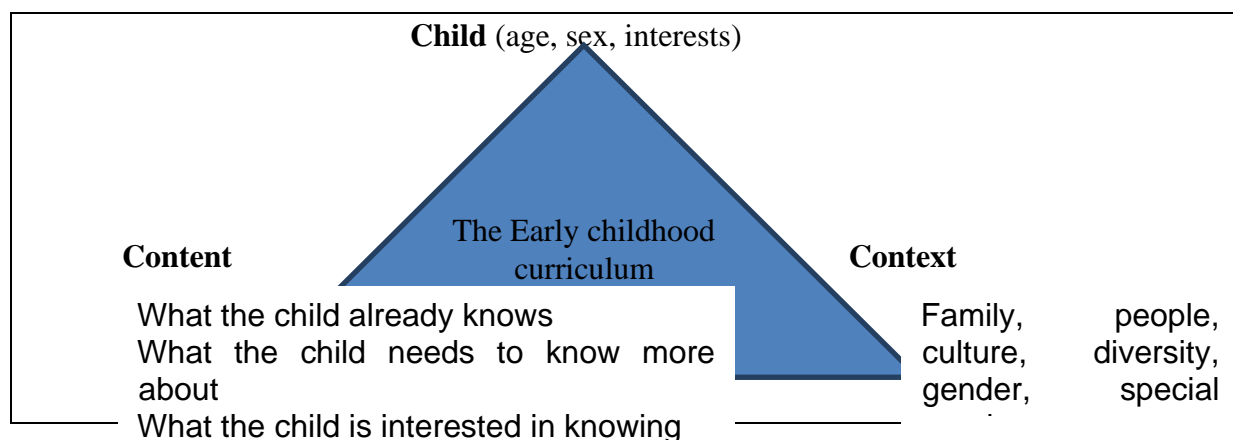 Child (age, sex, interests)
The Early childhood
curriculum
Content
Context
What the child already knows
What the child needs to know more
about
What the child is interested in knowing
Family, people,
culture, diversity,
gender, special